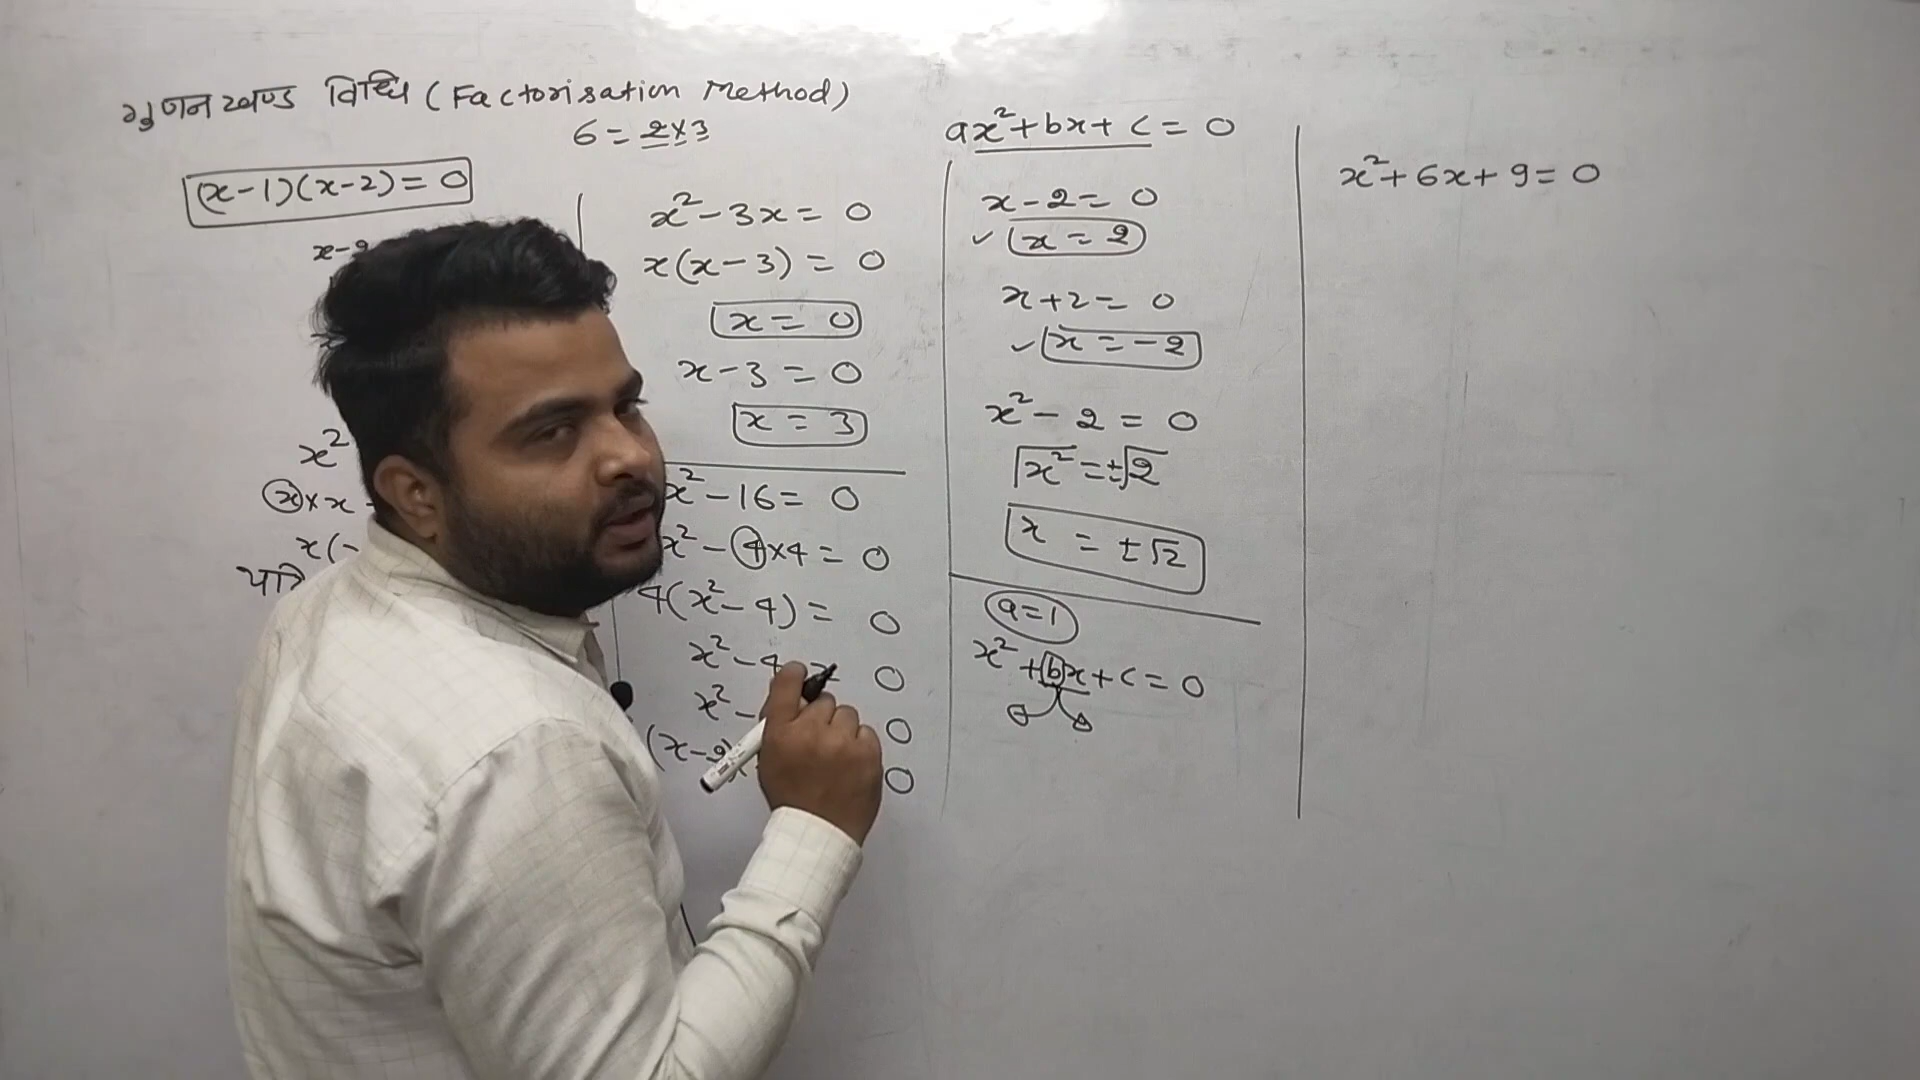 गुणनखण्ड विधि (Factorisation Method)
6 = 2×3
(x-1)(x-2) = 0
x-2
x²
x×x -
x(-
x² - 3x = 0
x(x-3) = 0
x = 0
x - 3 = 0
x = 3
x² - 16 = 0
x² - 4×4 = 0
4(x² - 4) = 0
x² - 4 = 0
x² - 0
(x-2)( 0
ax² + bx + c = 0
x - 2 = 0
✓ x = 2
x + 2 = 0
✓ x = -2
x² - 2 = 0
√x² = ±√2
x = ±√2
a = 1
x² + bx + c = 0
x² + 6x + 9 = 0